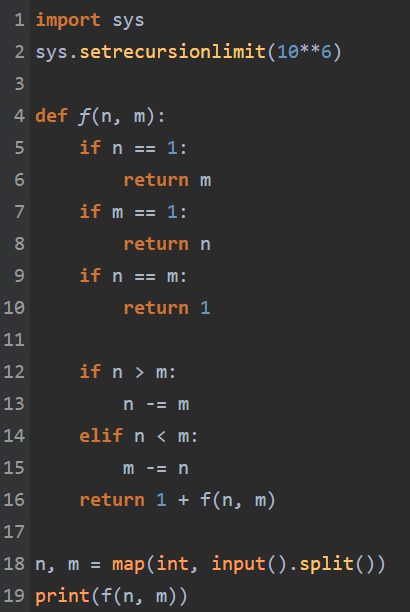 1 import sys
2 sys.setrecursionlimit(10**6)
3
4 def f(n, m):
5     if n == 1:
6         return m
7     if m == 1:
8         return n
9     if n == m:
10         return 1
11
12     if n > m:
13         n -= m
14     elif n < m:
15         m -= n
16     return 1 + f(n, m)
17
18 n, m = map(int, input().split())
19 print(f(n, m))